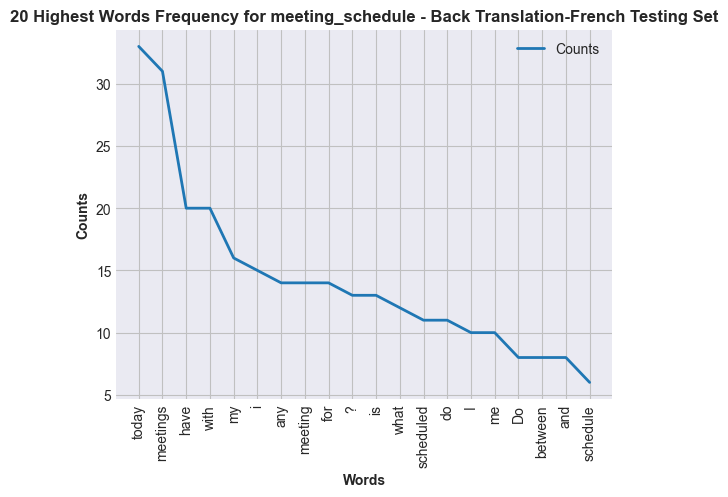 20 Highest Words Frequency for meeting_schedule - Back Translation-French Testing Set
Counts
30
25
20
15
10
5
Counts
today
meetings
have
with
my
i
any
meeting
for
?
is
what
scheduled
do
I
me
Do
between
and
schedule
Words